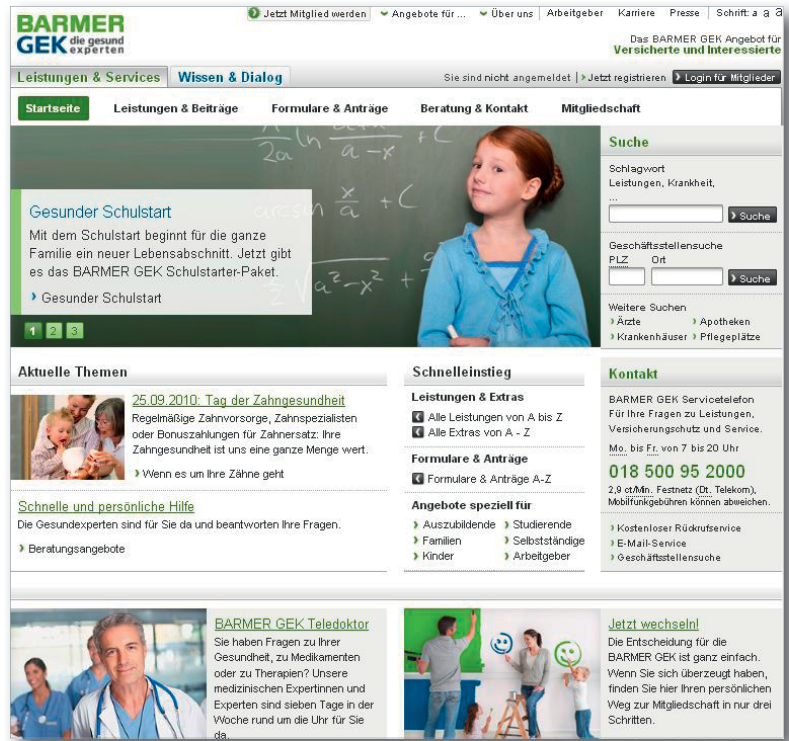 BARMER
GEK die gesund experten
Jetzt Mitglied werden
Angebote für ...
Über uns
Arbeitgeber
Karriere
Presse
Schrift: a a a
Das BARMER GEK Angebot für
Versicherte und Interessierte
Leistungen & Services
Wissen & Dialog
Sie sind nicht angemeldet
Jetzt registrieren
Login für Mitglieder
Startseite
Leistungen & Beiträge
Formulare & Anträge
Beratung & Kontakt
Mitgliedschaft
Gesunder Schulstart
Mit dem Schulstart beginnt für die ganze
Familie ein neuer Lebensabschnitt. Jetzt gibt
es das BARMER GEK Schulstarter-Paket.
Gesunder Schulstart
1 2 3
Suche
Schlagwort
Leistungen, Krankheit,
...
Suche
Geschäftsstellensuche
PLZ Ort
Suche
Weitere Suchen
Ärzte Apotheken
Krankenhäuser Pflegeplätze
Aktuelle Themen
25.09.2010: Tag der Zahngesundheit
Regelmäßige Zahnvorsorge, Zahnspezialisten
oder Bonuszahlungen für Zahnersatz: Ihre
Zahngesundheit ist uns eine ganze Menge wert.
Wenn es um Ihre Zähne geht
Schnelle und persönliche Hilfe
Die Gesundexperten sind für Sie da und beantworten Ihre Fragen.
Beratungsangebote
Schnelleinstieg
Leistungen & Extras
Alle Leistungen von A bis Z
Alle Extras von A - Z
Formulare & Anträge
Formulare & Anträge A-Z
Angebote speziell für
Auszubildende Studierende
Familien Selbstständige
Kinder Arbeitgeber
Kontakt
BARMER GEK Servicetelefon
Für Ihre Fragen zu Leistungen,
Versicherungschutz und Service.
Mo. bis Fr. von 7 bis 20 Uhr
018 500 95 2000
2,9 ct/Min. Festnetz (Dt. Telekom),
Mobilfunkgebühren können abweichen.
Kostenloser Rückrufservice
E-Mail-Service
Geschäftsstellensuche
BARMER GEK Teledoktor
Sie haben Fragen zu Ihrer
Gesundheit, zu Medikamenten
oder zu Therapien? Unsere
medizinischen Expertinnen und
Experten sind sieben Tage in der
Woche rund um die Uhr für Sie
da.
Jetzt wechseln!
Die Entscheidung für die
BARMER GEK ist ganz einfach.
Wenn Sie sich überzeugt haben,
finden Sie hier Ihren persönlichen
Weg zur Mitgliedschaft in nur drei
Schritten.